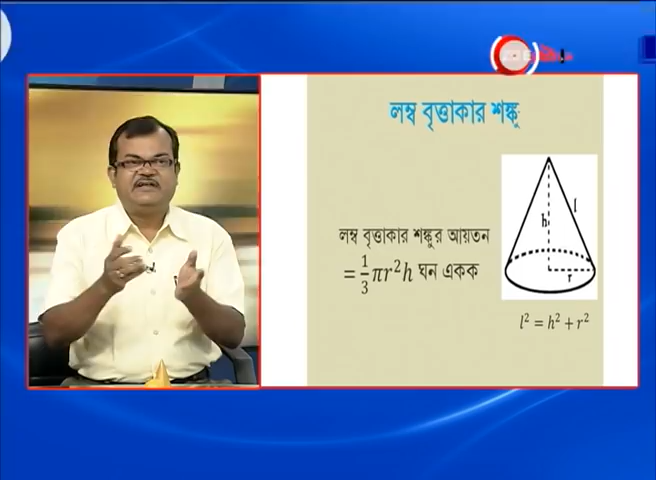 লম্ব বৃত্তাকার শঙ্কু
h
l
r
লম্ব বৃত্তাকার শঙ্কুর আয়তন
= 1/3 πr²h ঘন একক
l² = h² + r²